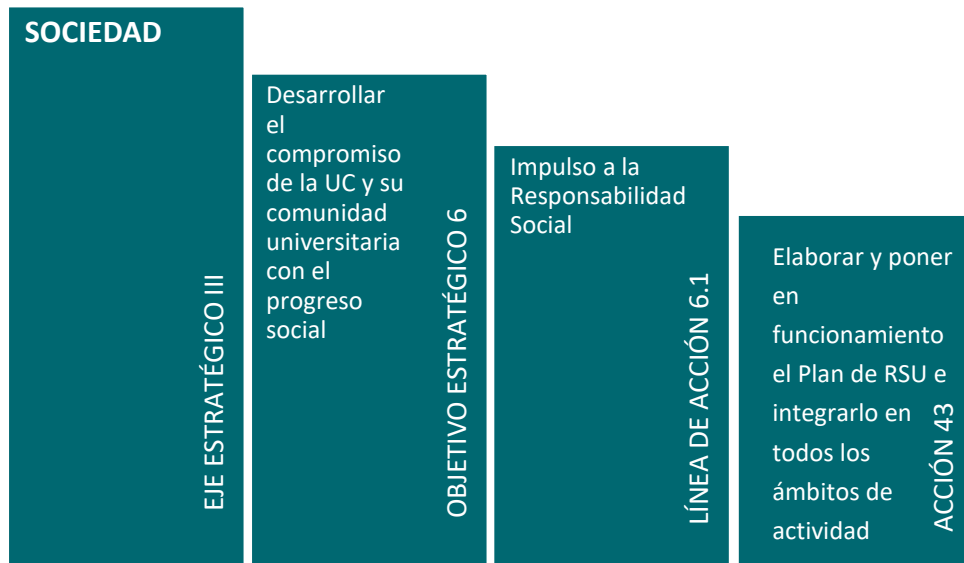 SOCIEDAD
EJE ESTRATÉGICO III
Desarrollar
el
compromiso
de la UC y su
comunidad
universitaria
con el
progreso
social
OBJETIVO ESTRATÉGICO 6
Impulso a la
Responsabilidad
Social
LÍNEA DE ACCIÓN 6.1
Elaborar y poner
en
funcionamiento
el Plan de RSU e
integrarlo en
todos los
ámbitos de
actividad
ACCIÓN 43